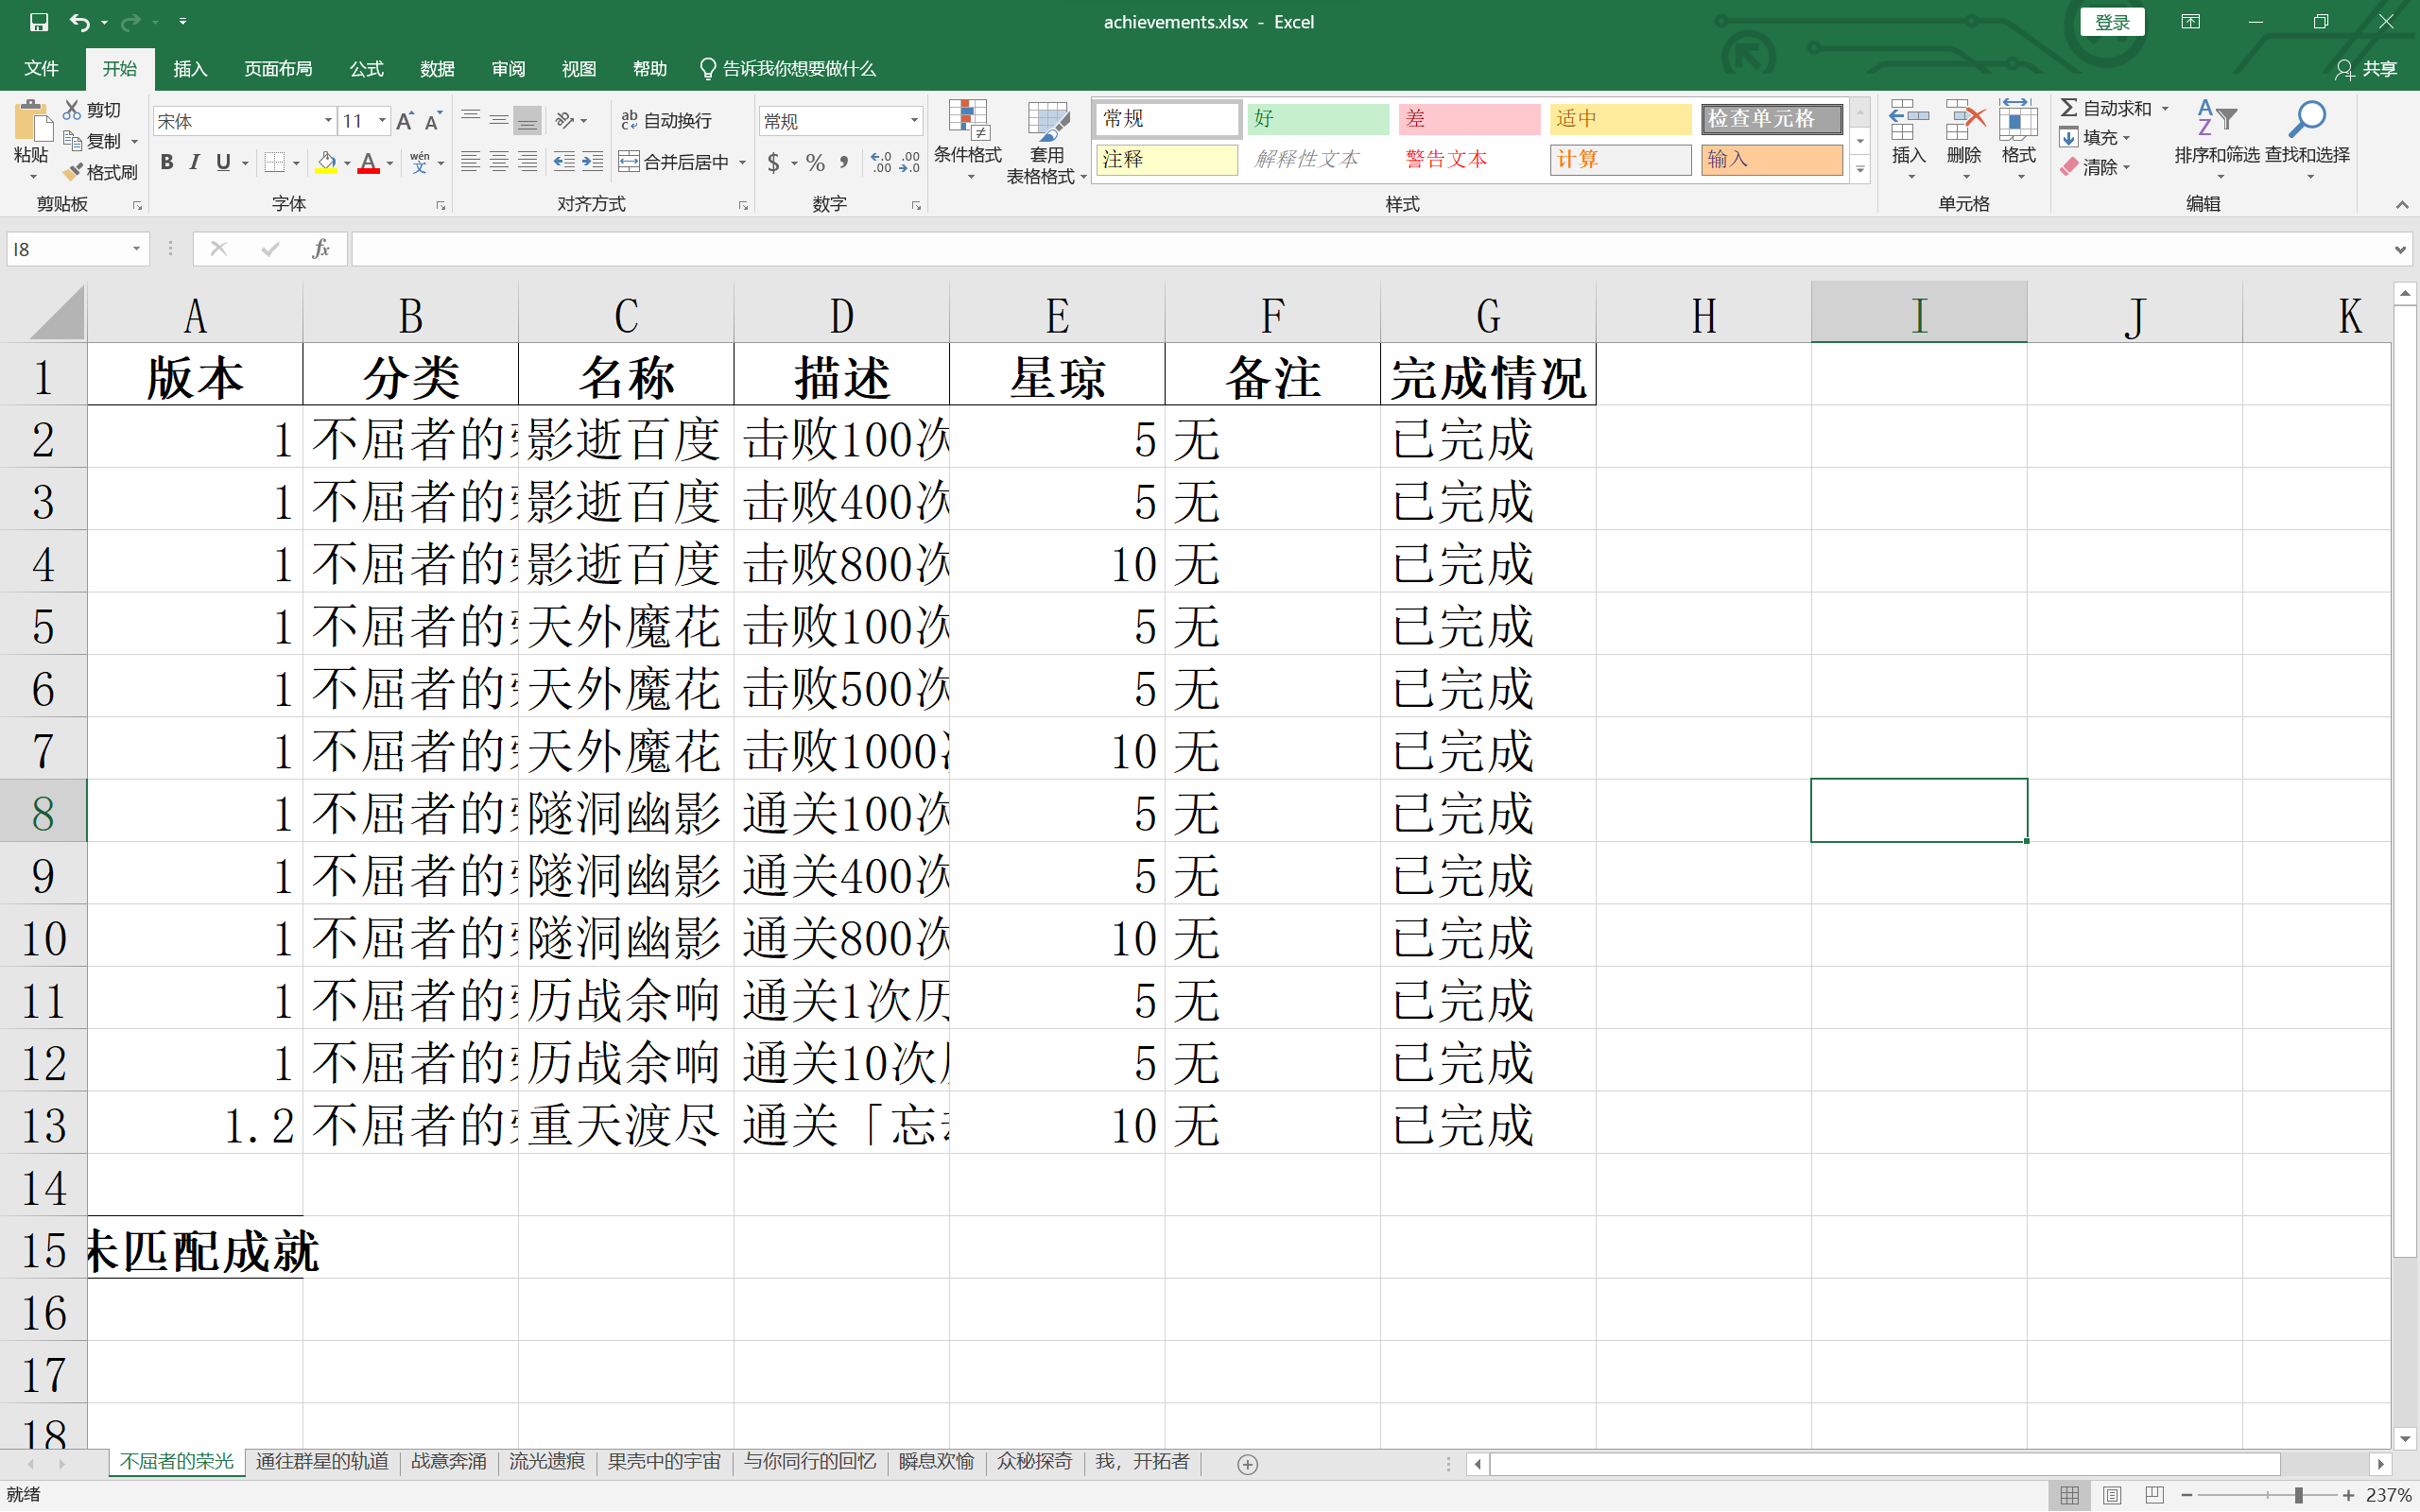 achievements.xlsx - Excel
登录
文件 开始 插入 页面布局 公式 数据 审阅 视图 帮助 告诉我你想要做什么 共享
粘贴 剪切 复制 格式刷 剪贴板
宋体 11 B I U A 字体
自动换行 合并后居中 对齐方式
常规 $ % 数字
条件格式 套用 表格格式
常规 好 差 适中 检查单元格
注释 解释性文本 警告文本 计算 输入
样式
插入 删除 格式 单元格
自动求和 填充 清除 排序和筛选 查找和选择 编辑
I8 fx
A B C D E F G H I J K
1 版本 分类 名称 描述 星琼 备注 完成情况
2 1 不屈者的 影逝百度 击败100次 5 无 已完成
3 1 不屈者的 影逝百度 击败400次 5 无 已完成
4 1 不屈者的 影逝百度 击败800次 10 无 已完成
5 1 不屈者的 天外魔花 击败100次 5 无 已完成
6 1 不屈者的 天外魔花 击败500次 5 无 已完成
7 1 不屈者的 天外魔花 击败1000 10 无 已完成
8 1 不屈者的 隧洞幽影 通关100次 5 无 已完成
9 1 不屈者的 隧洞幽影 通关400次 5 无 已完成
10 1 不屈者的 隧洞幽影 通关800次 10 无 已完成
11 1 不屈者的 历战余响 通关1次历 5 无 已完成
12 1 不屈者的 历战余响 通关10次 5 无 已完成
13 1.2 不屈者的 重天渡尽 通关「忘 10 无 已完成
14
15 未匹配成就
16
17
18
不屈者的荣光 通往群星的轨道 战意奔涌 流光遗痕 果壳中的宇宙 与你同行的回忆 瞬息欢愉 众秘探奇 我，开拓者
就绪 237%